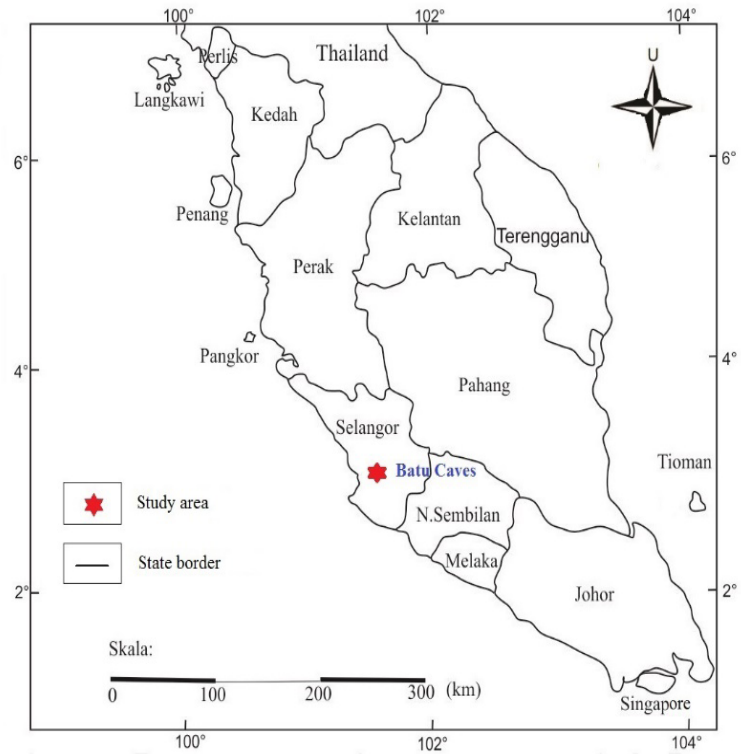 100°
102°
104°
Perlis
Thailand
U
Langkawi
Kedah
6°
6°
Penang
Kelantan
Terengganu
Perak
Pangkor
4°
4°
Pahang
Selangor
Batu Caves
Tioman
Study area
N.Sembilan
State border
Melaka
2°
2°
Johor
Skala:
0 100 200 300 (km)
Singapore
100°
102°
104°